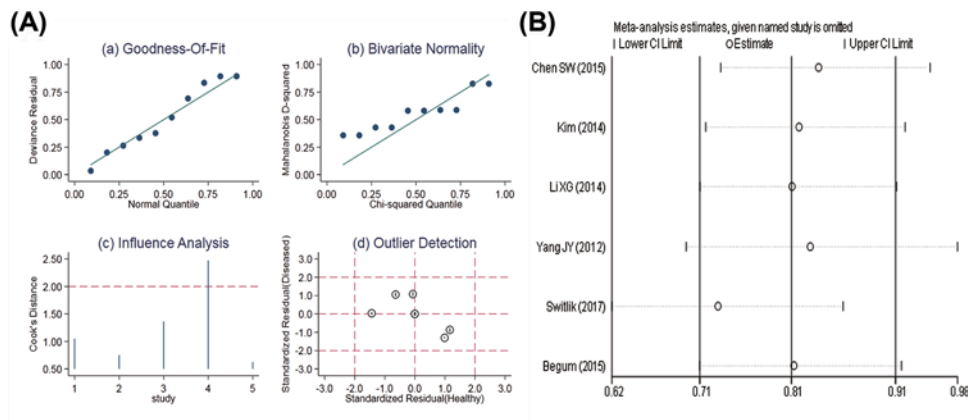 (A)
(a) Goodness-Of-Fit
Deviance Residual
1.00
0.75
0.50
0.25
0.00
0.00 0.25 0.50 0.75 1.00
Normal Quantile
(b) Bivariate Normality
Mahalanobis D-squared
1.00
0.75
0.50
0.25
0.00
0.00 0.25 0.50 0.75 1.00
Chi-squared Quantile
(c) Influence Analysis
Cook's Distance
2.50
2.00
1.50
1.00
0.50
1 2 3 4 5
study
(d) Outlier Detection
Standardized Residual(Diseased)
3.0
2.0
1.0
0.0
-1.0
-2.0
-3.0
-3.0 -2.0 -1.0 0.0 1.0 2.0 3.0
Standardized Residual(Healthy)
(B)
Meta-analysis estimates, given named study is omitted
Lower CI Limit Estimate Upper CI Limit
Chen SW (2015)
Kim (2014)
Li XG (2014)
Yang JY (2012)
Switlik (2017)
Begum (2015)
0.62 0.71 0.81 0.91 0.98